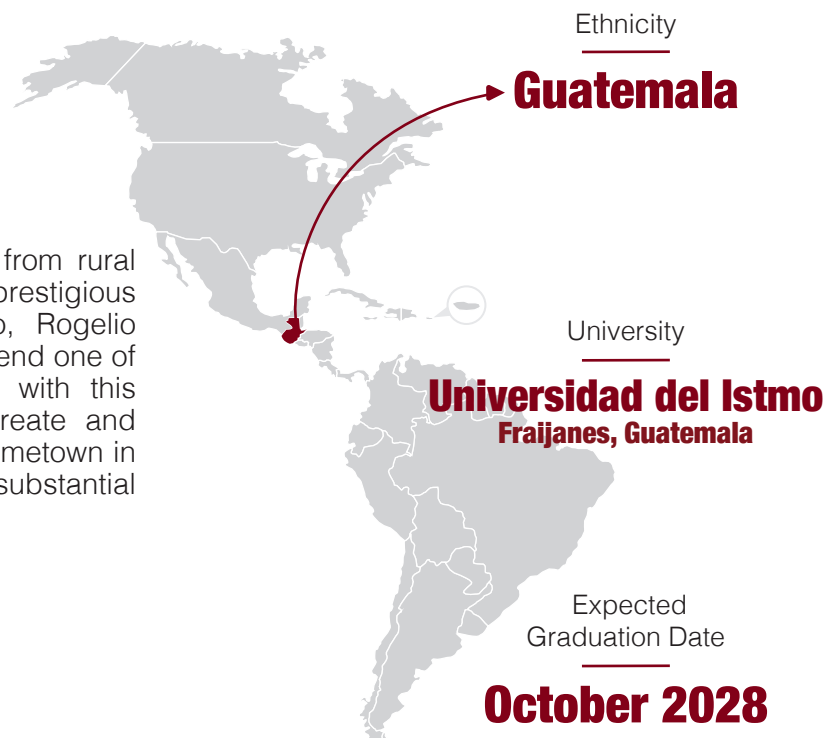 Ethnicity
Guatemala
from rural
prestigious
Rogelio
end one of
with this
reate and
metown in
substantial
University
Universidad del Istmo
Fraijanes, Guatemala
Expected
Graduation Date
October 2028